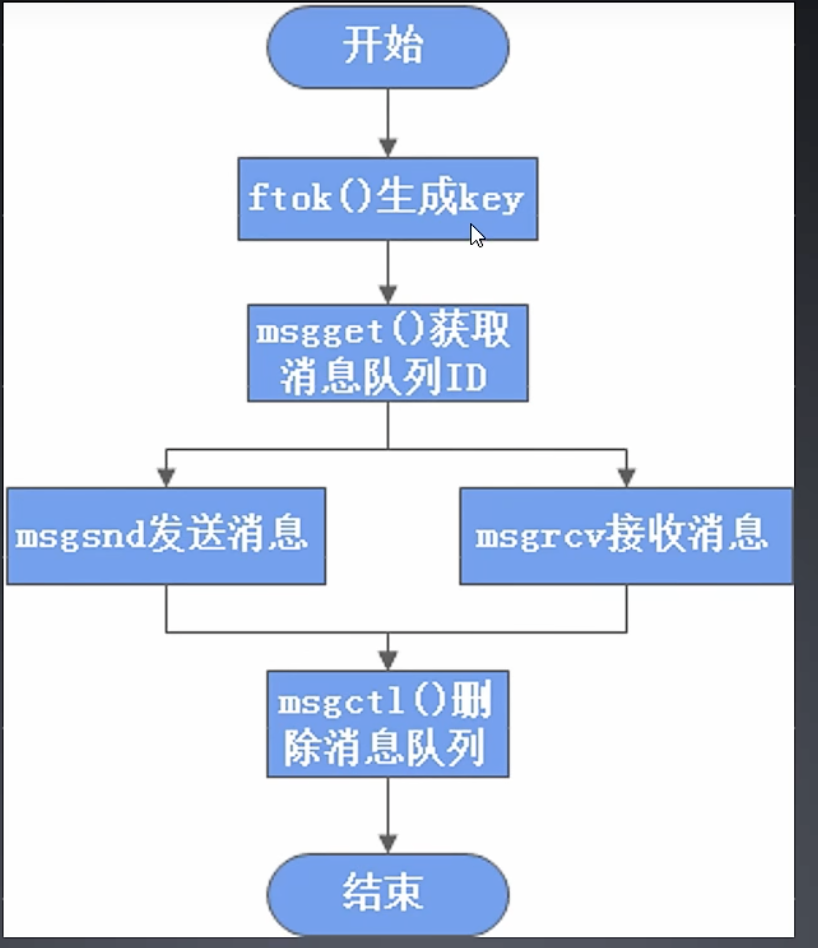 开始
ftok()生成key
msgget()获取
消息队列ID
msgsnd发送消息
msgrcv接收消息
msgctl()删
除消息队列
结束